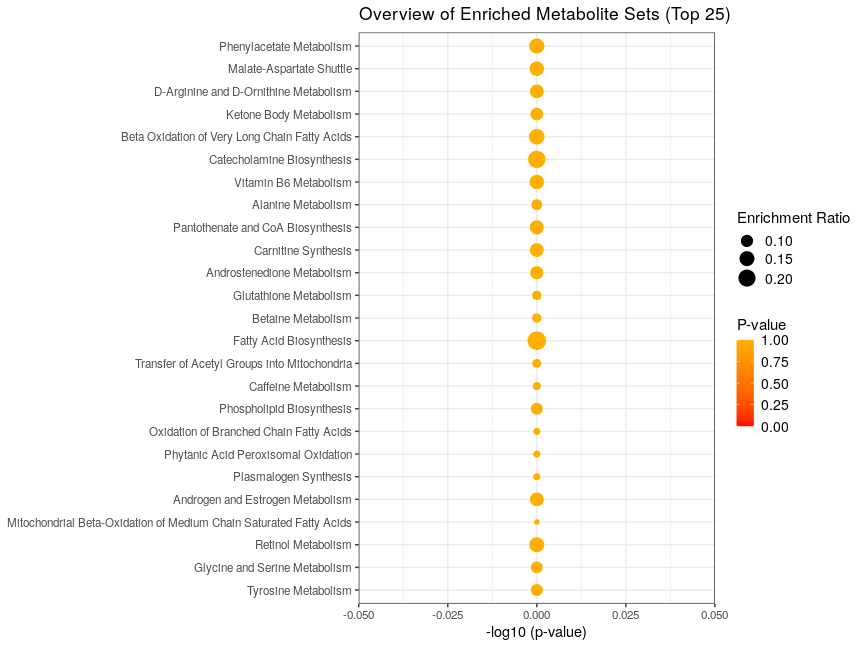 Overview of Enriched Metabolite Sets (Top 25)
Phenylacetate Metabolism
Malate-Aspartate Shuttle
D-Arginine and D-Ornithine Metabolism
Ketone Body Metabolism
Beta Oxidation of Very Long Chain Fatty Acids
Catecholamine Biosynthesis
Vitamin B6 Metabolism
Alanine Metabolism
Pantothenate and CoA Biosynthesis
Carnitine Synthesis
Androstenedione Metabolism
Glutathione Metabolism
Betaine Metabolism
Fatty Acid Biosynthesis
Transfer of Acetyl Groups into Mitochondria
Caffeine Metabolism
Phospholipid Biosynthesis
Oxidation of Branched Chain Fatty Acids
Phytanic Acid Peroxisomal Oxidation
Plasmalogen Synthesis
Androgen and Estrogen Metabolism
Mitochondrial Beta-Oxidation of Medium Chain Saturated Fatty Acids
Retinol Metabolism
Glycine and Serine Metabolism
Tyrosine Metabolism
-0.050 -0.025 0.000 0.025 0.050
-log10 (p-value)
Enrichment Ratio
0.10
0.15
0.20
P-value
1.00
0.75
0.50
0.25
0.00